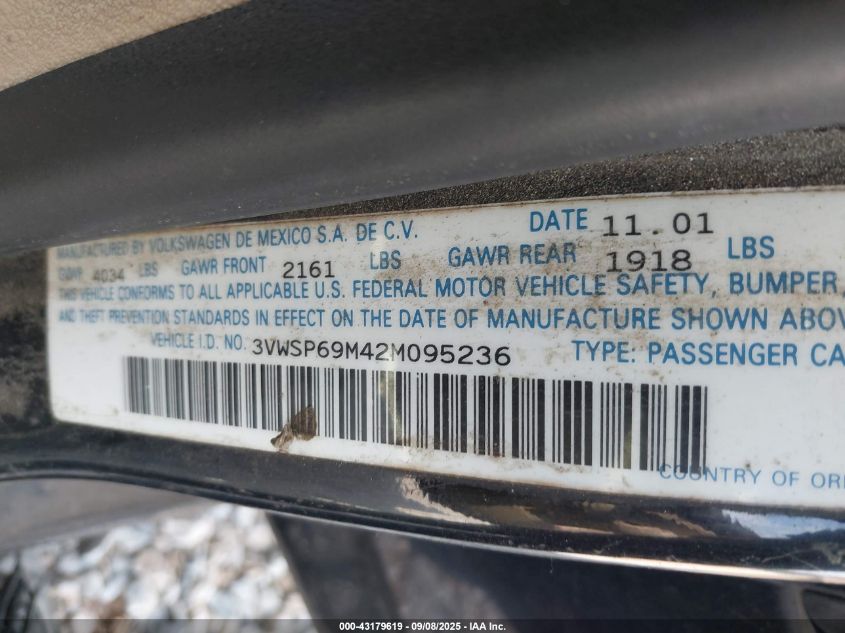 MANUFACTURED BY VOLKSWAGEN DE MEXICO S.A. DE C.V. DATE 11.01
GVWR 4034 LBS GAWR FRONT 2161 LBS GAWR REAR 1918 LBS
THIS VEHICLE CONFORMS TO ALL APPLICABLE U.S. FEDERAL MOTOR VEHICLE SAFETY, BUMPER,
AND THEFT PREVENTION STANDARDS IN EFFECT ON THE DATE OF MANUFACTURE SHOWN ABOV
VEHICLE I.D. NO. 3VWSP69M42M095236 TYPE: PASSENGER CA
COUNTRY OF ORI
000-43179619 - 09/08/2025 - IAA Inc.